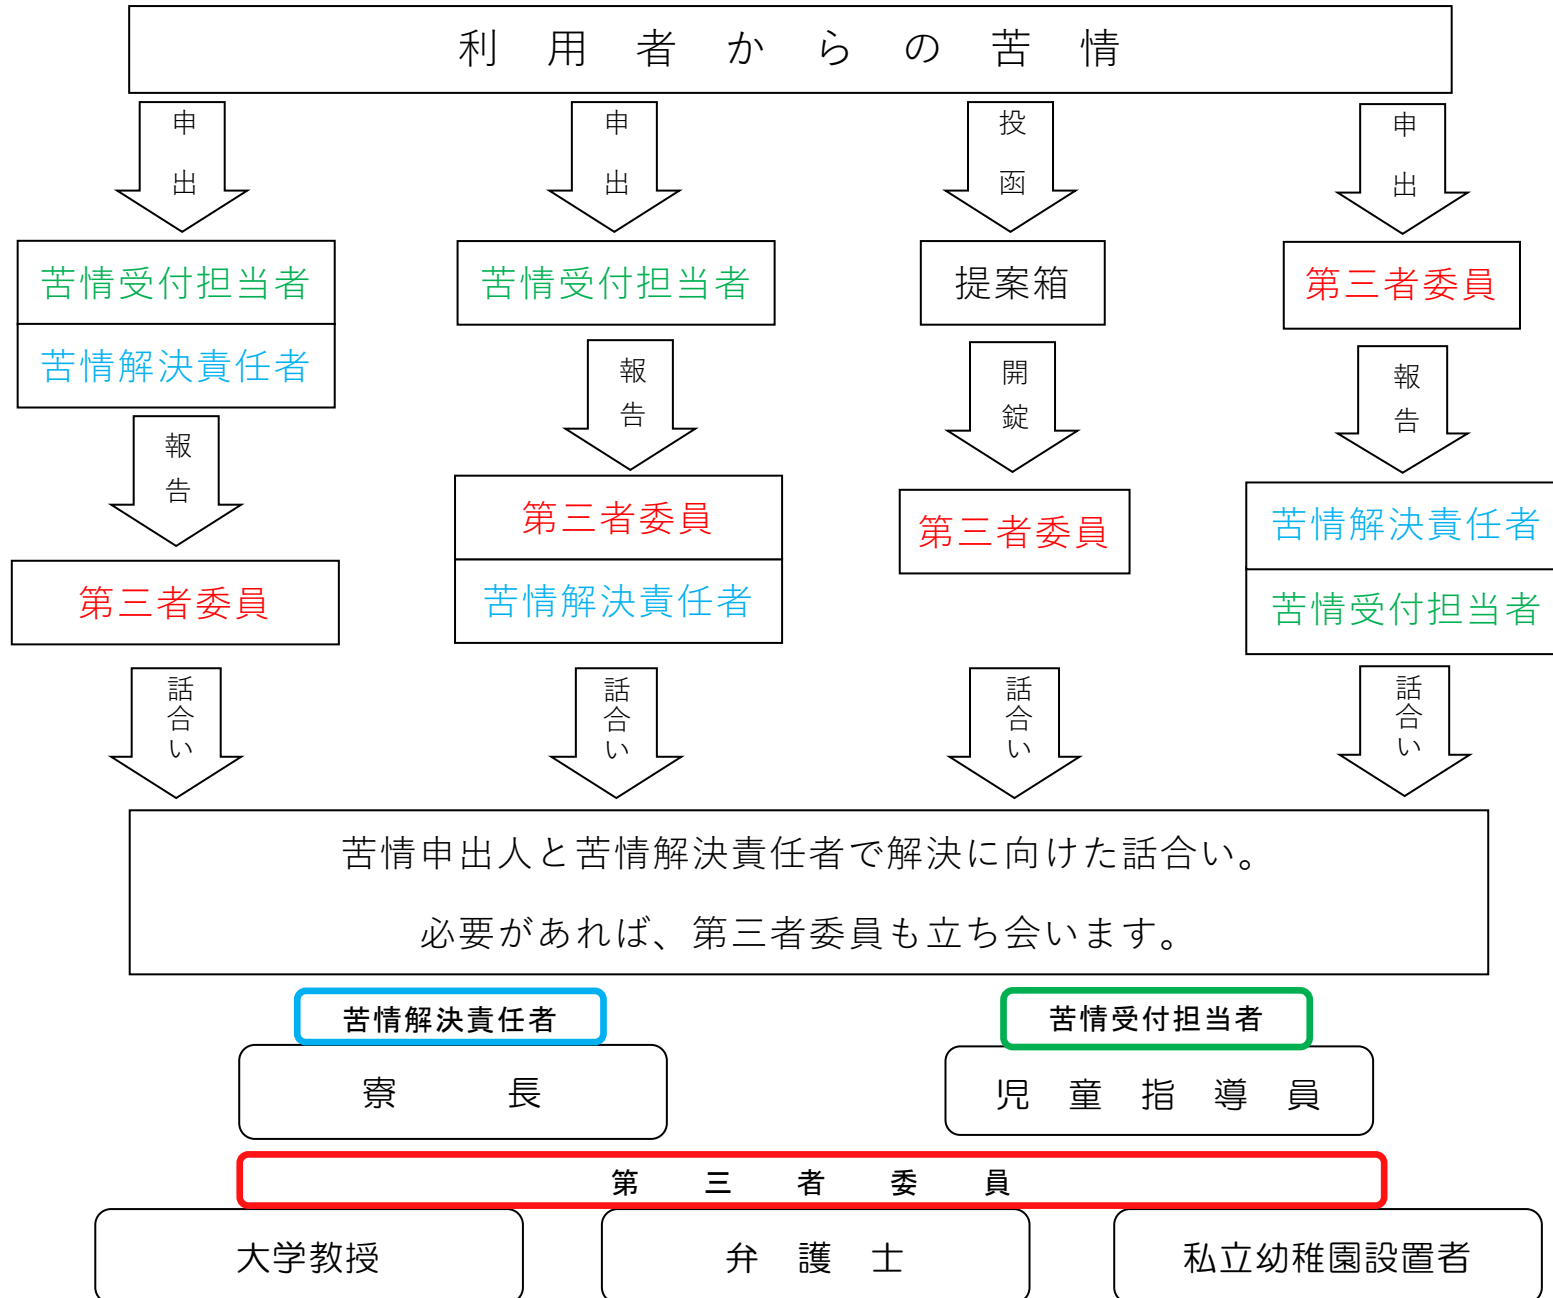 利用者からの苦情
申出
申出
投函
申出
苦情受付担当者
苦情受付担当者
提案箱
第三者委員
苦情解決責任者
報告
報告
開錠
報告
第三者委員
第三者委員
苦情解決責任者
苦情解決責任者
第三者委員
苦情受付担当者
話合い
話合い
話合い
話合い
苦情申出人と苦情解決責任者で解決に向けた話合い。
必要があれば、第三者委員も立ち会います。
苦情解決責任者
苦情受付担当者
寮長
児童指導員
第三者委員
大学教授
弁護士
私立幼稚園設置者